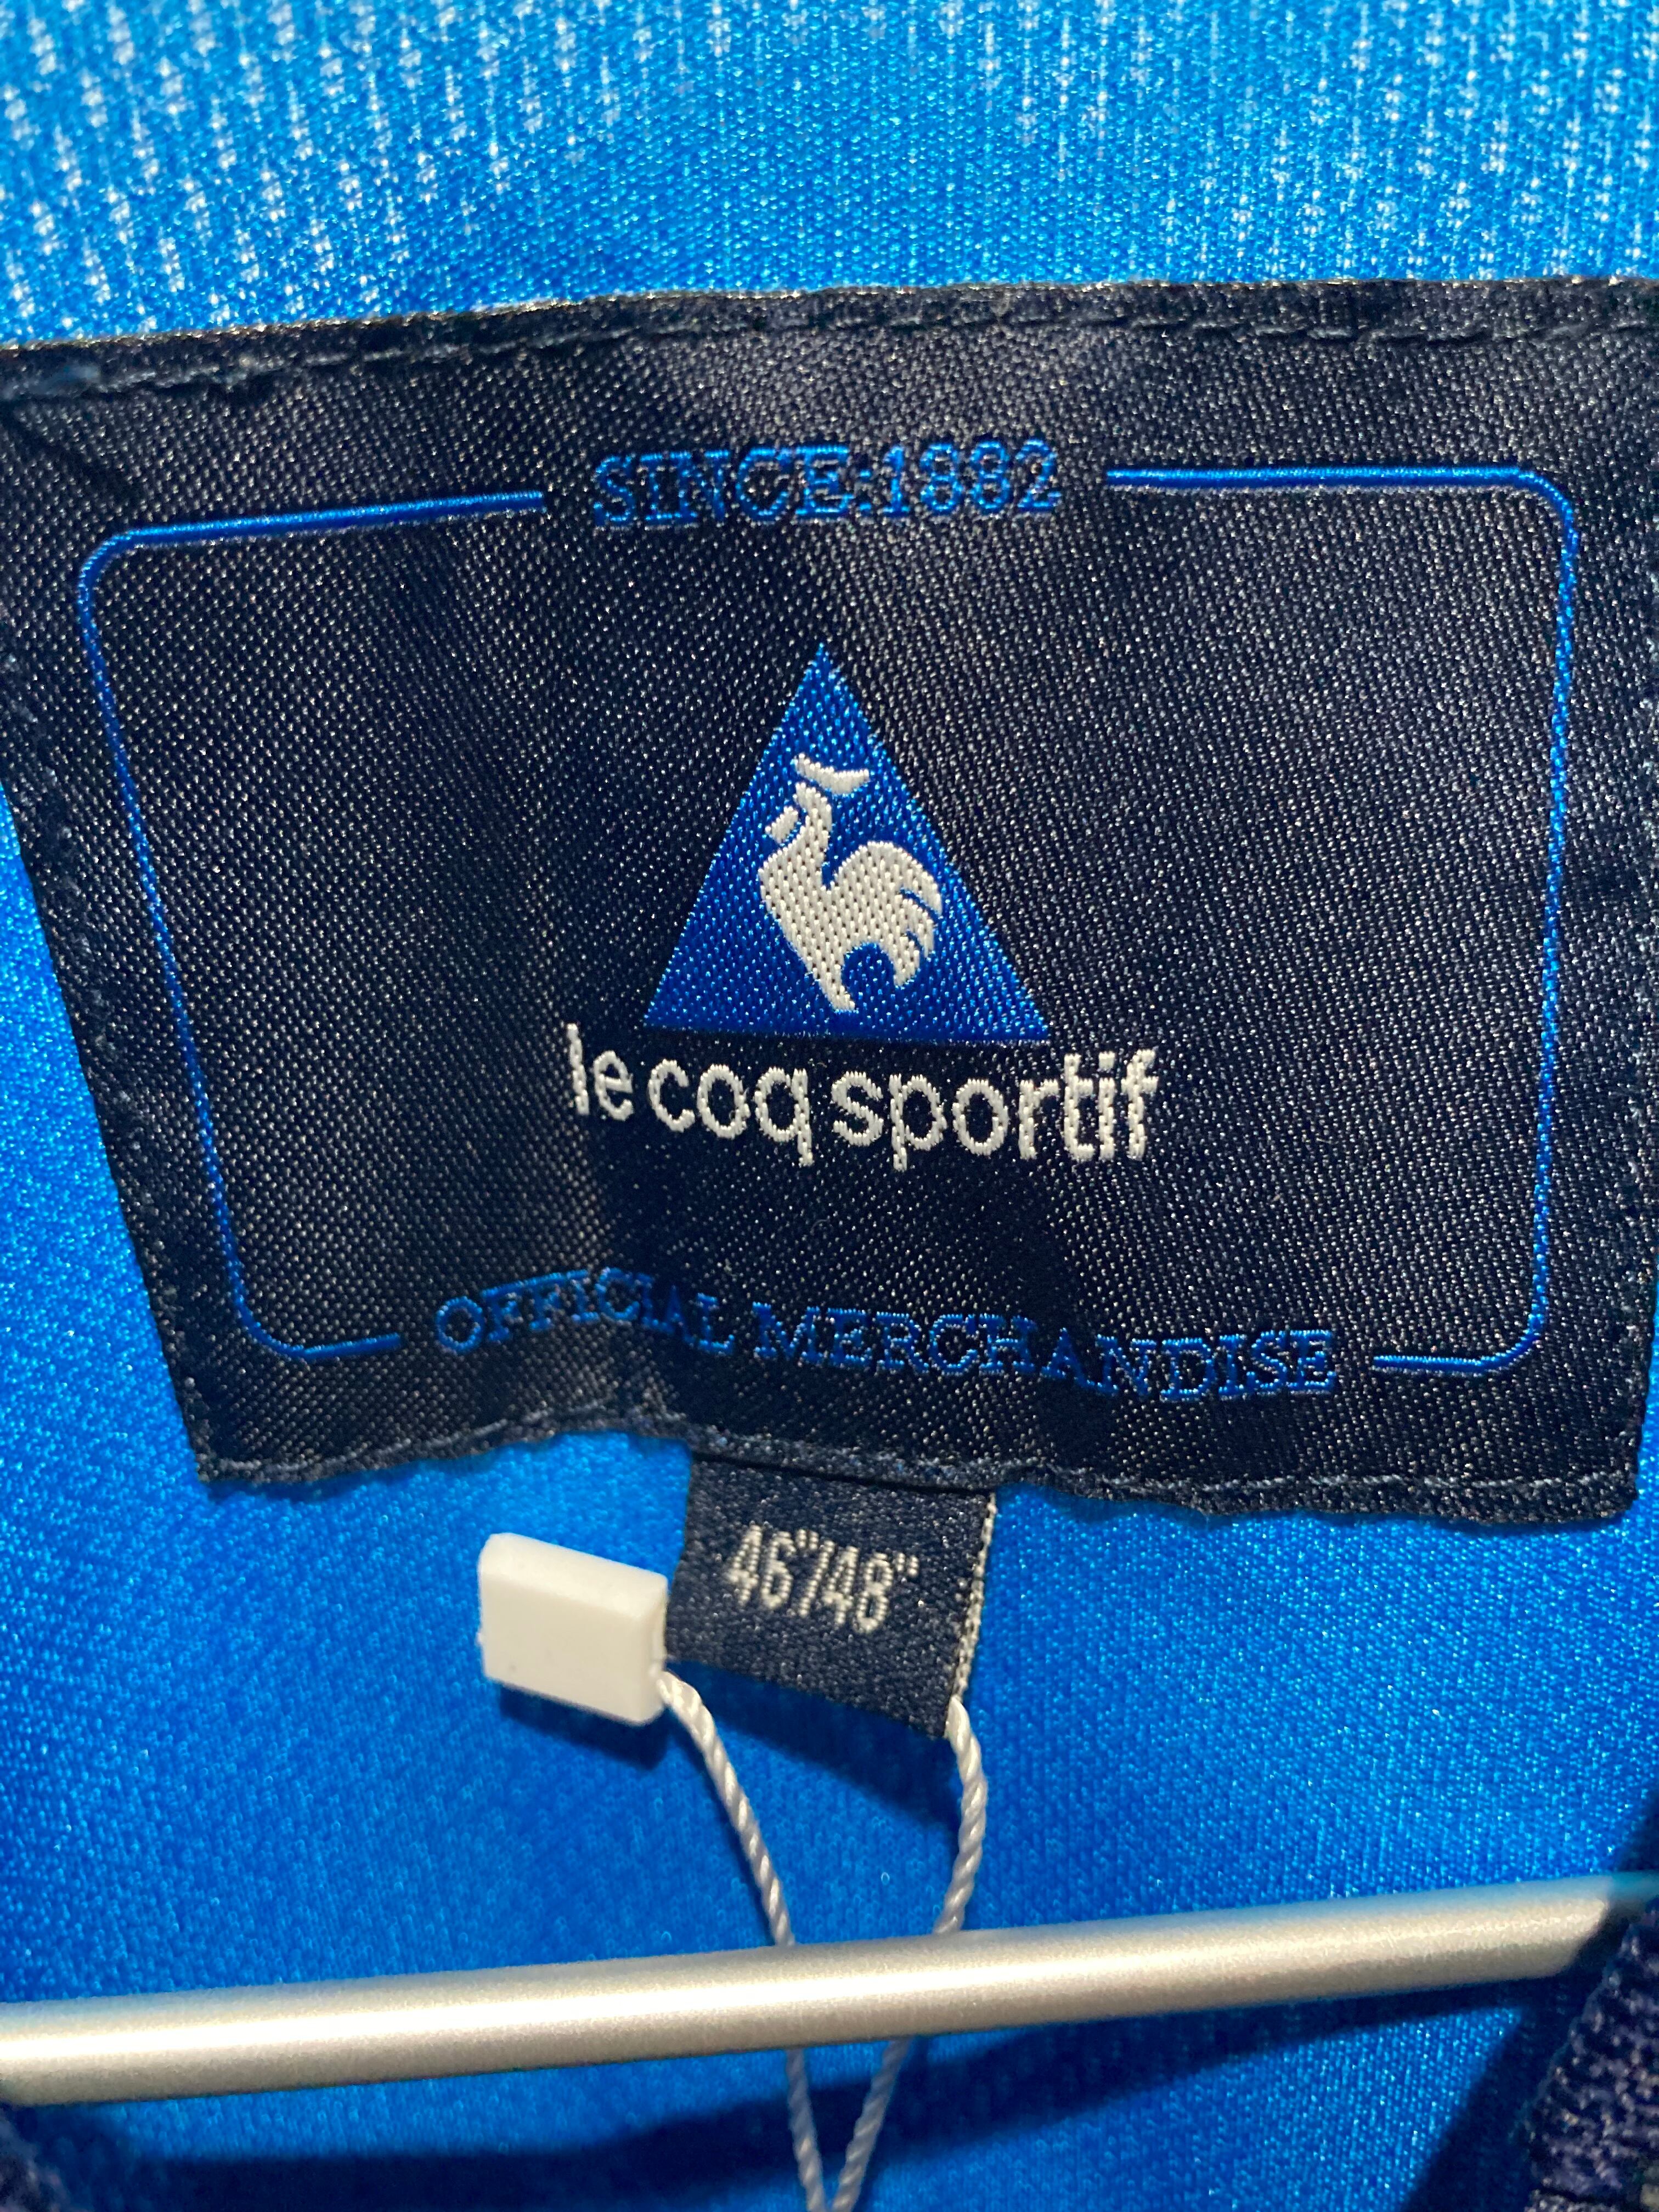 SINCE:1882
le coq sportif
OFFICIAL MERCHANDISE
46"/48"